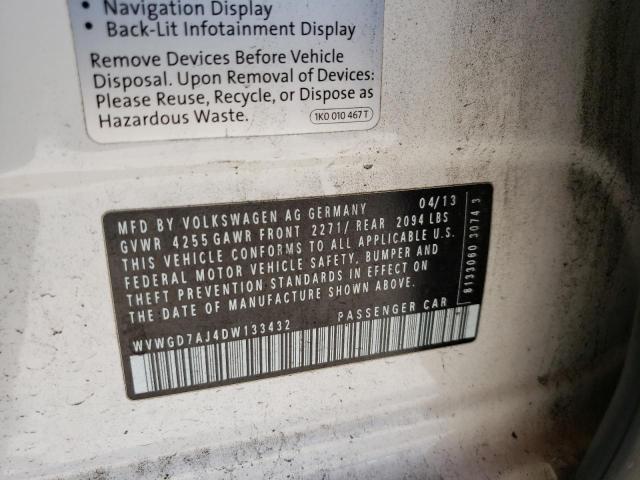 • Navigation Display
• Back-Lit Infotainment Display
Remove Devices Before Vehicle
Disposal. Upon Removal of Devices:
Please Reuse, Recycle, or Dispose as
Hazardous Waste.
1K0 010 467 T
MFD BY VOLKSWAGEN AG GERMANY 04/13
GVWR 4255 GAWR FRONT 2271/ REAR 2094 LBS
THIS VEHICLE CONFORMS TO ALL APPLICABLE U.S.
FEDERAL MOTOR VEHICLE SAFETY, BUMPER AND
THEFT PREVENTION STANDARDS IN EFFECT ON
THE DATE OF MANUFACTURE SHOWN ABOVE.
WVWGD7AJ4DW133432 PASSENGER CAR
8133060 3074 3